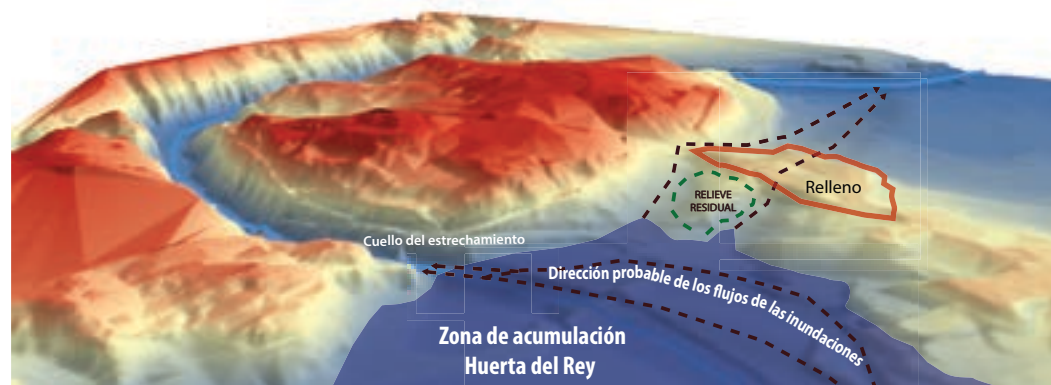 Relleno
RELIEVE
RESIDUAL
Cuello del estrechamiento
Dirección probable de los flujos de las inundaciones
Zona de acumulación
Huerta del Rey